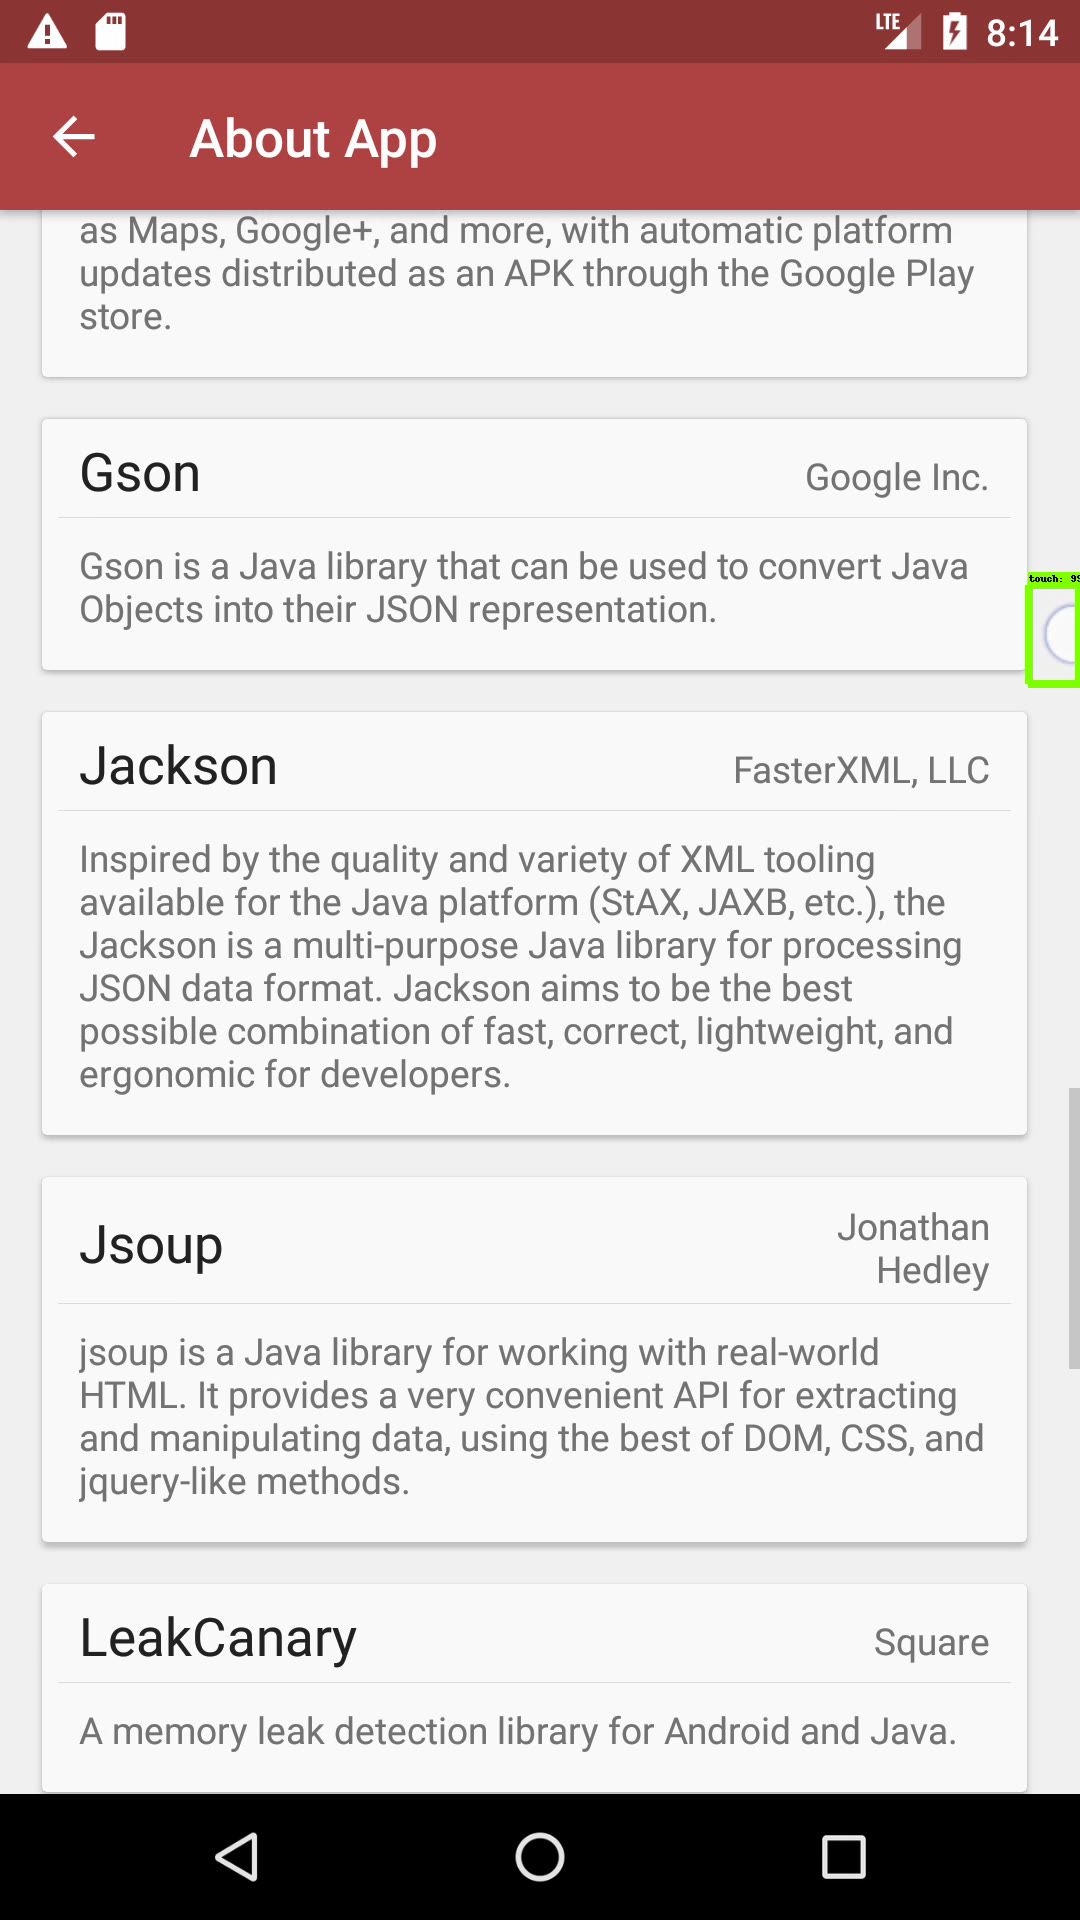 LTE 8:14
About App
as Maps, Google+, and more, with automatic platform
updates distributed as an APK through the Google Play
store.
Gson
Google Inc.
Gson is a Java library that can be used to convert Java
Objects into their JSON representation.
touch: 99
Jackson
FasterXML, LLC
Inspired by the quality and variety of XML tooling
available for the Java platform (StAX, JAXB, etc.), the
Jackson is a multi-purpose Java library for processing
JSON data format. Jackson aims to be the best
possible combination of fast, correct, lightweight, and
ergonomic for developers.
Jsoup
Jonathan
Hedley
jsoup is a Java library for working with real-world
HTML. It provides a very convenient API for extracting
and manipulating data, using the best of DOM, CSS, and
jquery-like methods.
LeakCanary
Square
A memory leak detection library for Android and Java.